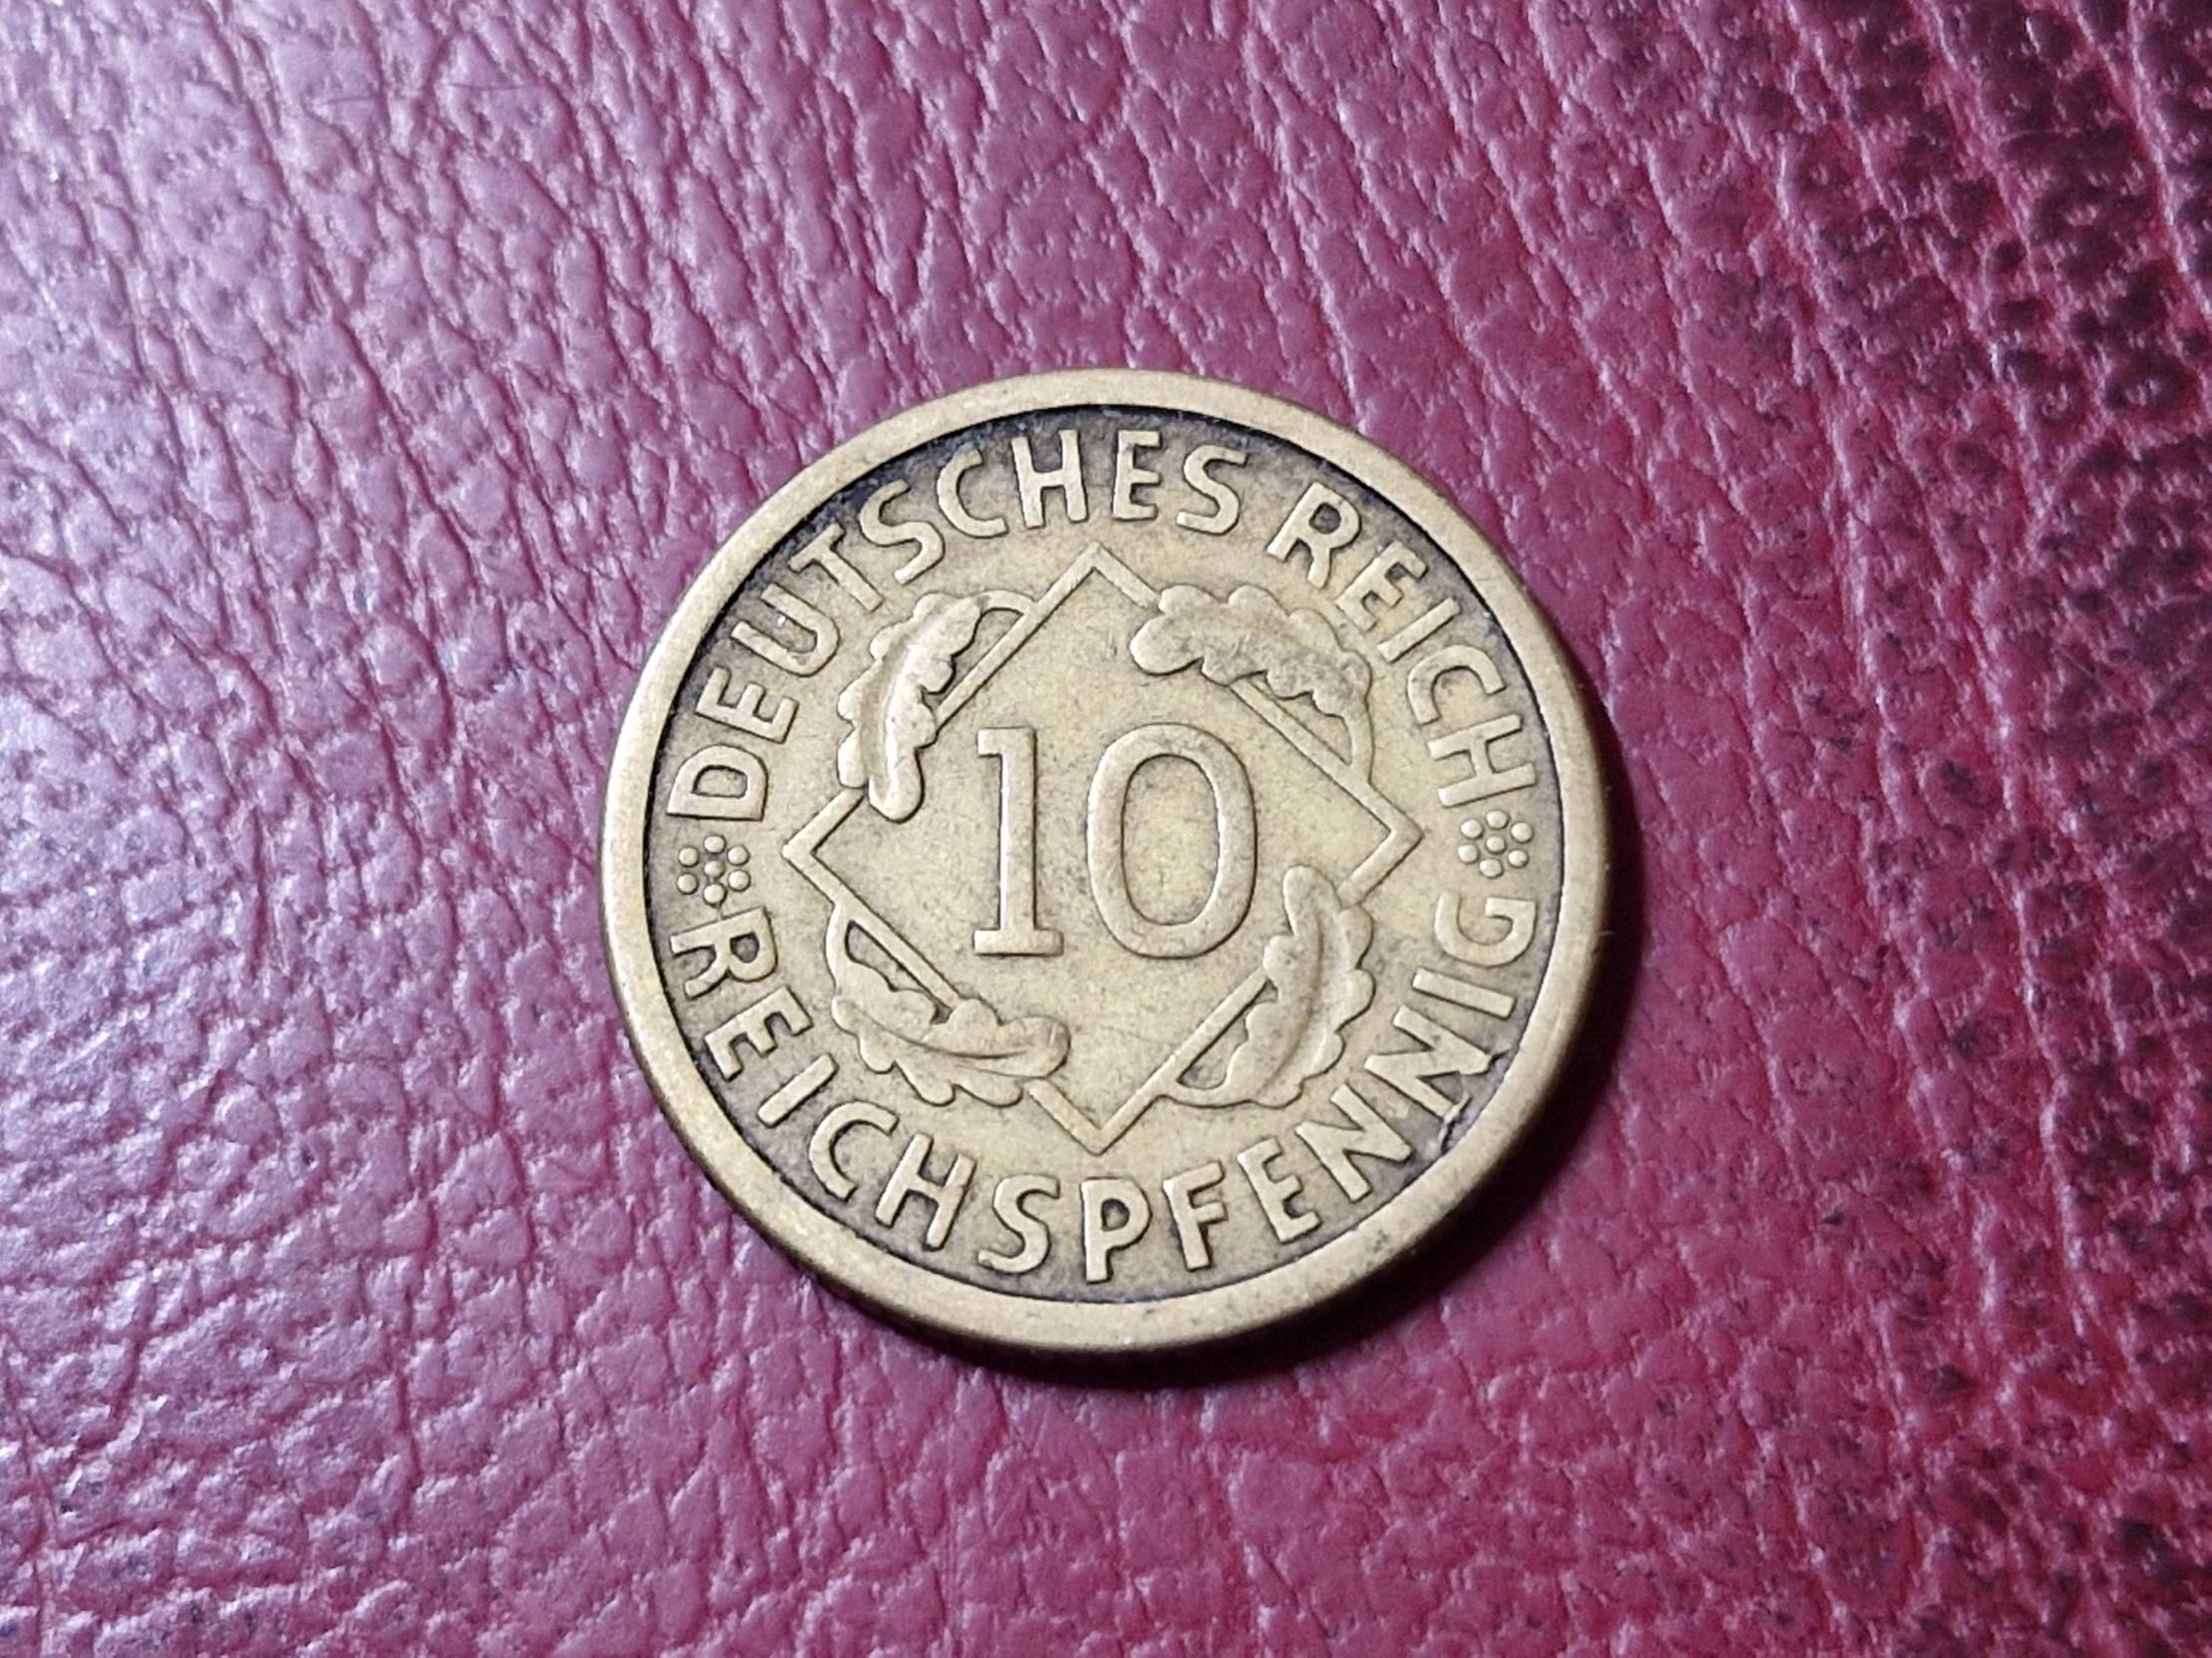 DEUTSCHES REICH
10
REICHSPFENNIG